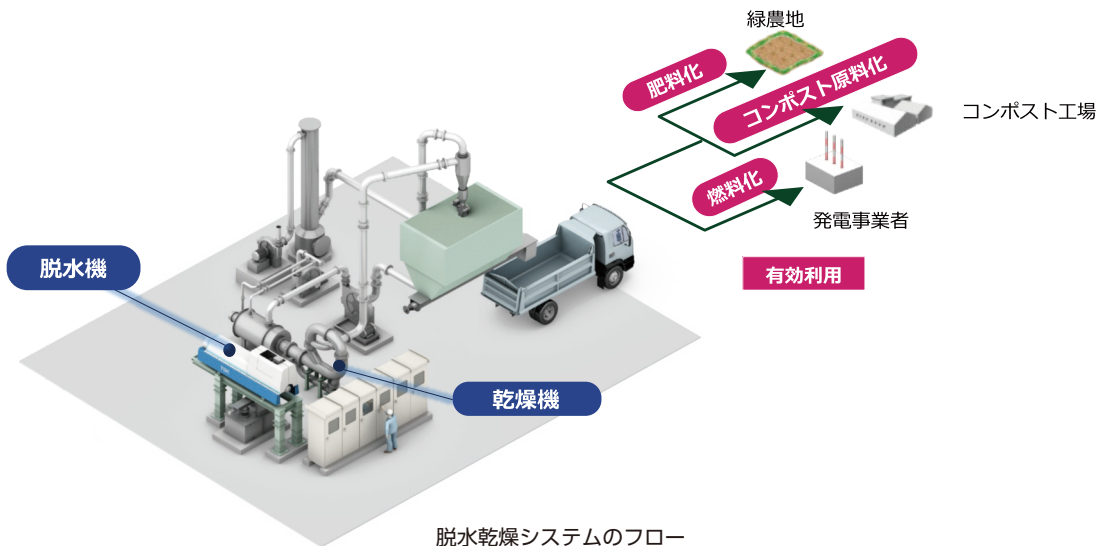 緑農地
肥料化
コンポスト原料化
コンポスト工場
燃料化
発電事業者
有効利用
脱水機
乾燥機
脱水乾燥システムのフロー